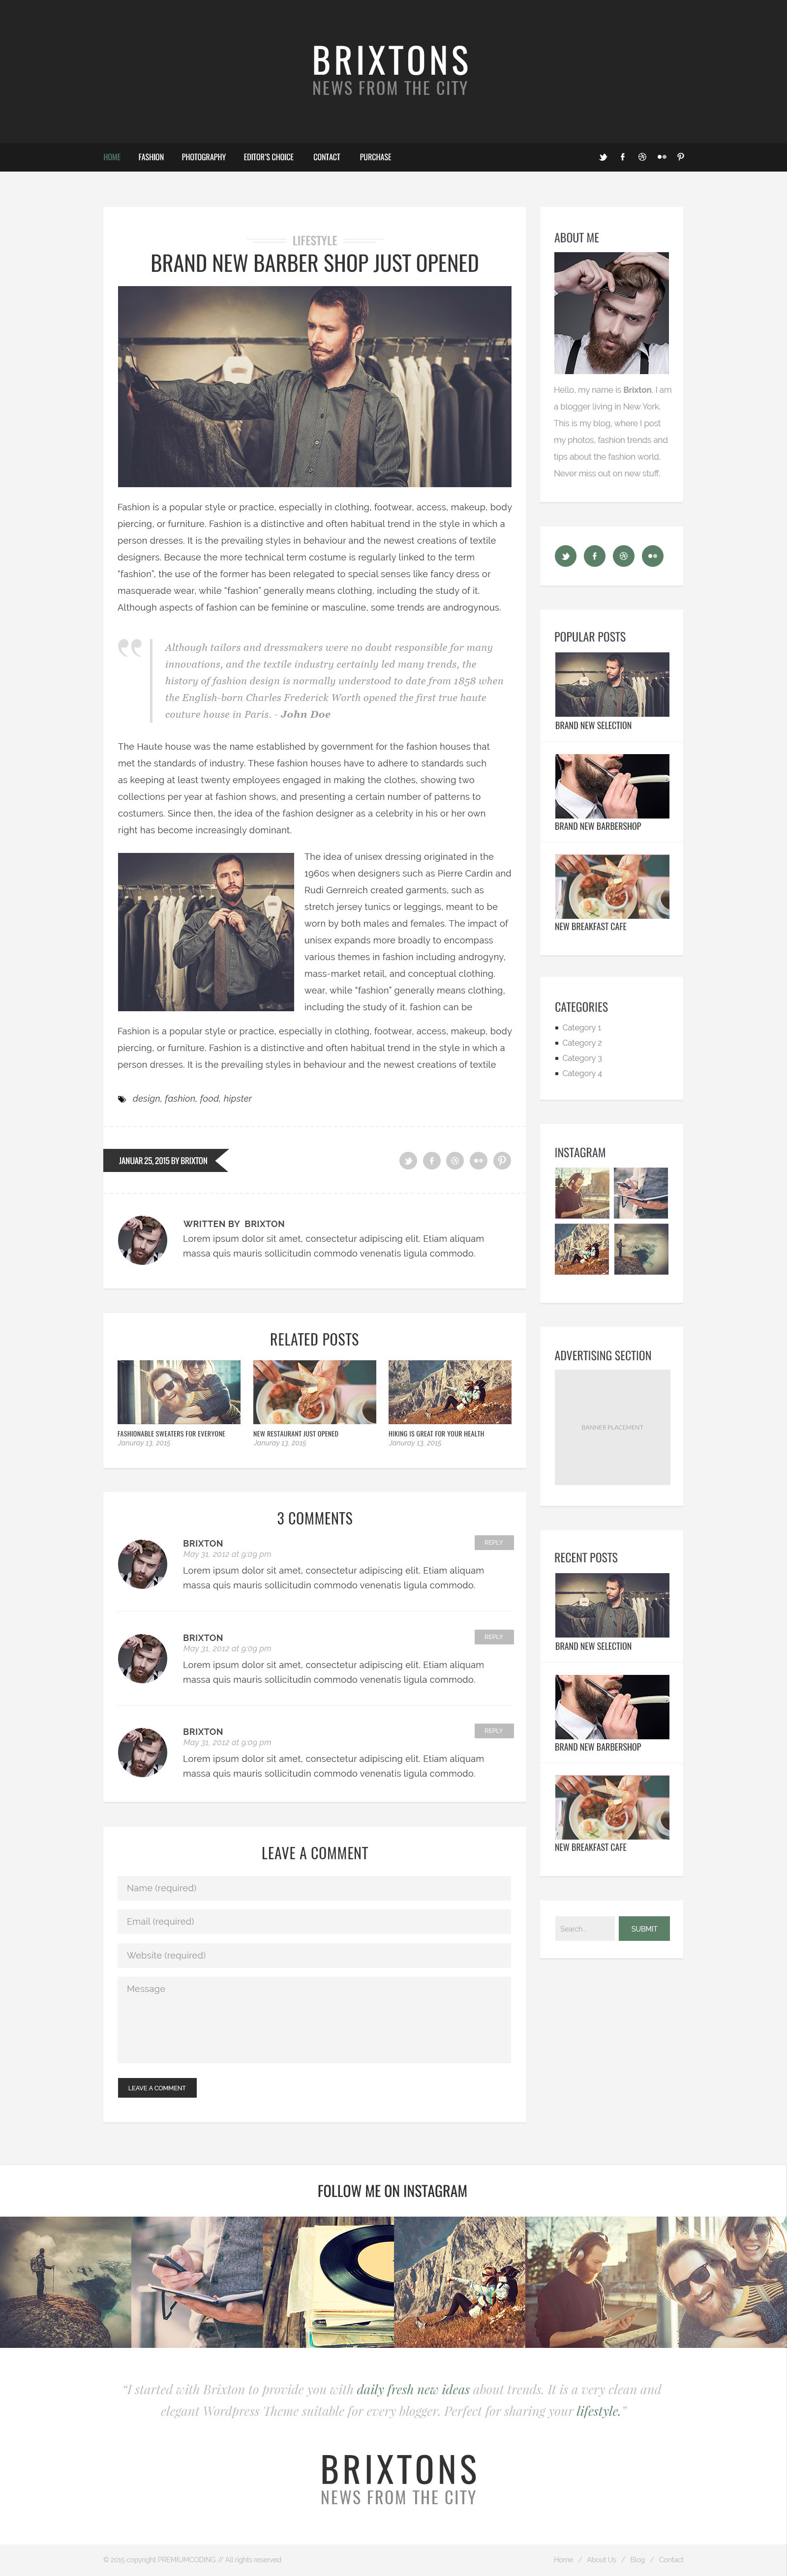 BRIXTONS
NEWS FROM THE CITY
HOME FASHION PHOTOGRAPHY EDITOR'S CHOICE CONTACT PURCHASE
LIFESTYLE
BRAND NEW BARBER SHOP JUST OPENED
Fashion is a popular style or practice, especially in clothing, footwear, access, makeup, body
piercing, or furniture. Fashion is a distinctive and often habitual trend in the style in which a
person dresses. It is the prevailing styles in behaviour and the newest creations of textile
designers. Because the more technical term costume is regularly linked to the term
"fashion", the use of the former has been relegated to special senses like fancy dress or
masquerade wear, while "fashion" generally means clothing, including the study of it.
Although aspects of fashion can be feminine or masculine, some trends are androgynous.
Although tailors and dressmakers were no doubt responsible for many
innovations, and the textile industry certainly led many trends, the
history of fashion design is normally understood to date from 1858 when
the English-born Charles Frederick Worth opened the first true haute
couture house in Paris. - John Doe
The Haute house was the name established by government for the fashion houses that
met the standards of industry. These fashion houses have to adhere to standards such
as keeping at least twenty employees engaged in making the clothes, showing two
collections per year at fashion shows, and presenting a certain number of patterns to
costumers. Since then, the idea of the fashion designer as a celebrity in his or her own
right has become increasingly dominant.
The idea of unisex dressing originated in the
1960s when designers such as Pierre Cardin and
Rudi Gernreich created garments, such as
stretch jersey tunics or leggings, meant to be
worn by both males and females. The impact of
unisex expands more broadly to encompass
various themes in fashion including androgyny,
mass-market retail, and conceptual clothing.
wear, while "fashion" generally means clothing,
including the study of it. fashion can be
Fashion is a popular style or practice, especially in clothing, footwear, access, makeup, body
piercing, or furniture. Fashion is a distinctive and often habitual trend in the style in which a
person dresses. It is the prevailing styles in behaviour and the newest creations of textile
design, fashion, food, hipster
JANUAR 25, 2015 BY BRIXTON
WRITTEN BY BRIXTON
Lorem ipsum dolor sit amet, consectetur adipiscing elit. Etiam aliquam
massa quis mauris sollicitudin commodo venenatis ligula commodo.
RELATED POSTS
FASHIONABLE SWEATERS FOR EVERYONE
Januray 13, 2015
NEW RESTAURANT JUST OPENED
Januray 13, 2015
HIKING IS GREAT FOR YOUR HEALTH
Januray 13, 2015
3 COMMENTS
BRIXTON
REPLY
May 31, 2012 at 9:09 pm
Lorem ipsum dolor sit amet, consectetur adipiscing elit. Etiam aliquam
massa quis mauris sollicitudin commodo venenatis ligula commodo.
BRIXTON
REPLY
May 31, 2012 at 9:09 pm
Lorem ipsum dolor sit amet, consectetur adipiscing elit. Etiam aliquam
massa quis mauris sollicitudin commodo venenatis ligula commodo.
BRIXTON
REPLY
May 31, 2012 at 9:09 pm
Lorem ipsum dolor sit amet, consectetur adipiscing elit. Etiam aliquam
massa quis mauris sollicitudin commodo venenatis ligula commodo.
LEAVE A COMMENT
Name (required)
Email (required)
Website (required)
Message
LEAVE A COMMENT
ABOUT ME
Hello, my name is Brixton. I am
a blogger living in New York.
This is my blog, where I post
my photos, fashion trends and
tips about the fashion world.
Never miss out on new stuff.
POPULAR POSTS
BRAND NEW SELECTION
BRAND NEW BARBERSHOP
NEW BREAKFAST CAFE
CATEGORIES
Category 1
Category 2
Category 3
Category 4
INSTAGRAM
ADVERTISING SECTION
BANNER PLACEMENT
RECENT POSTS
BRAND NEW SELECTION
BRAND NEW BARBERSHOP
NEW BREAKFAST CAFE
Search...
SUBMIT
FOLLOW ME ON INSTAGRAM
"I started with Brixton to provide you with daily fresh new ideas about trends. It is a very clean and
elegant Wordpress Theme suitable for every blogger. Perfect for sharing your lifestyle."
BRIXTONS
NEWS FROM THE CITY
© 2015 copyright PREMIUMCODING // All rights reserved
Home / About Us / Blog / Contact